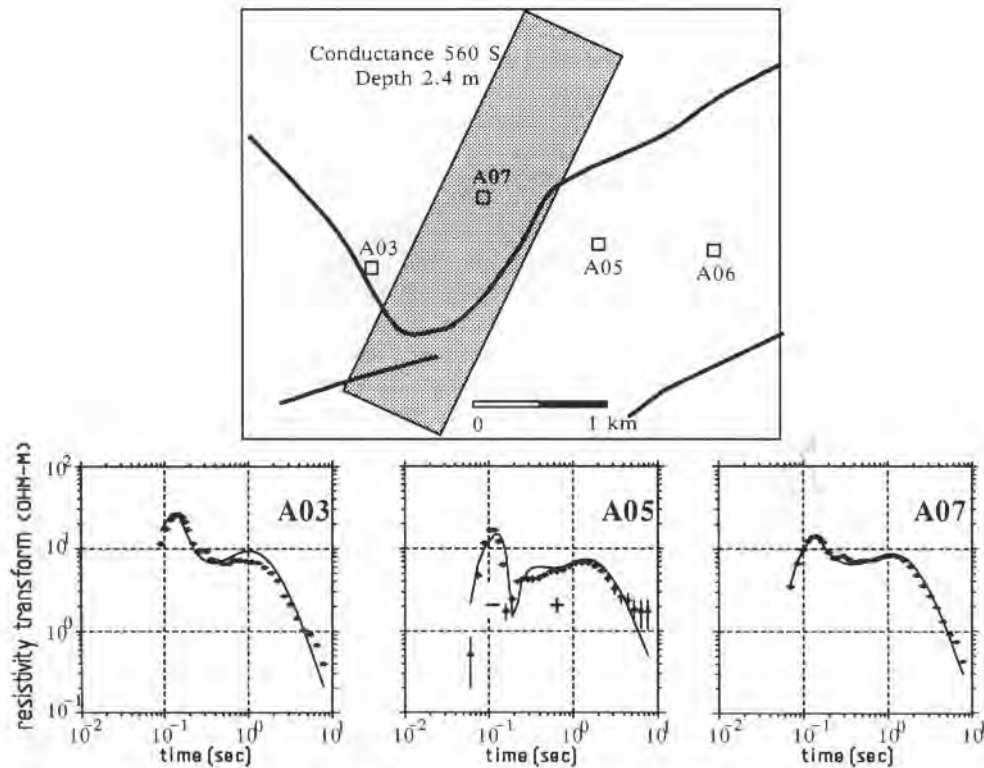 Conductance 560 S
Depth 2.4 m
A07
A03
A05
A06
0
1 km
resistivity transform (OHM-M)
10²
10¹
10⁰
10⁻¹
A03
A05
A07
10⁻² 10⁻¹ 10⁰ 10¹
10⁻² 10⁻¹ 10⁰ 10¹
10⁻² 10⁻¹ 10⁰ 10¹
time (sec)
time (sec)
time (sec)